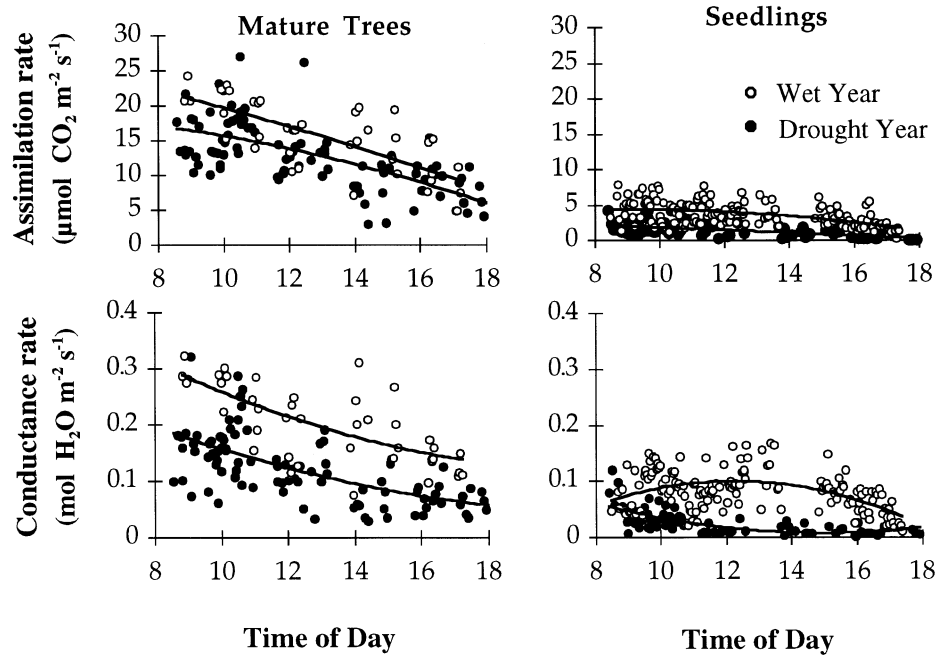 Mature Trees
Seedlings
Assimilation rate
(µmol CO2 m-2 s-1)
30
25
20
15
10
5
0
8 10 12 14 16 18
30
25
20
15
10
5
0
8 10 12 14 16 18
Wet Year
Drought Year
Conductance rate
(mol H2O m-2 s-1)
0.4
0.3
0.2
0.1
0
8 10 12 14 16 18
0.4
0.3
0.2
0.1
0
8 10 12 14 16 18
Time of Day
Time of Day